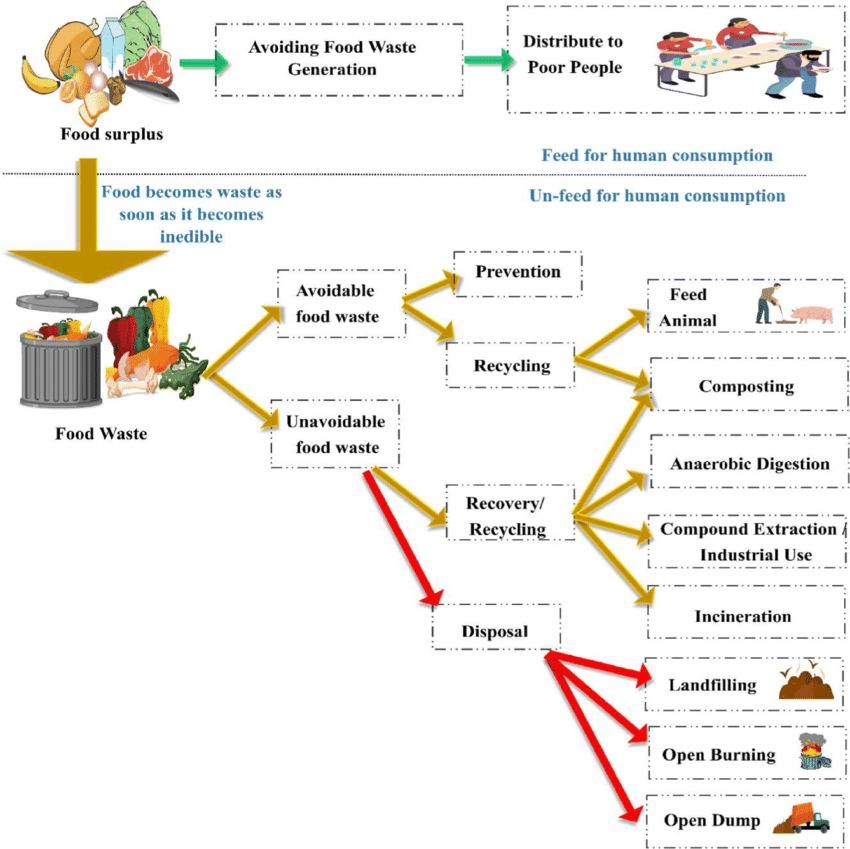 Avoiding Food Waste
Generation
Distribute to
Poor People
Food surplus
Feed for human consumption
Food becomes waste as
soon as it becomes
inedible
Un-feed for human consumption
Prevention
Avoidable
food waste
Feed
Animal
Recycling
Composting
Unavoidable
food waste
Food Waste
Anaerobic Digestion
Recovery/
Recycling
Compound Extraction /
Industrial Use
Incineration
Disposal
Landfilling
Open Burning
Open Dump